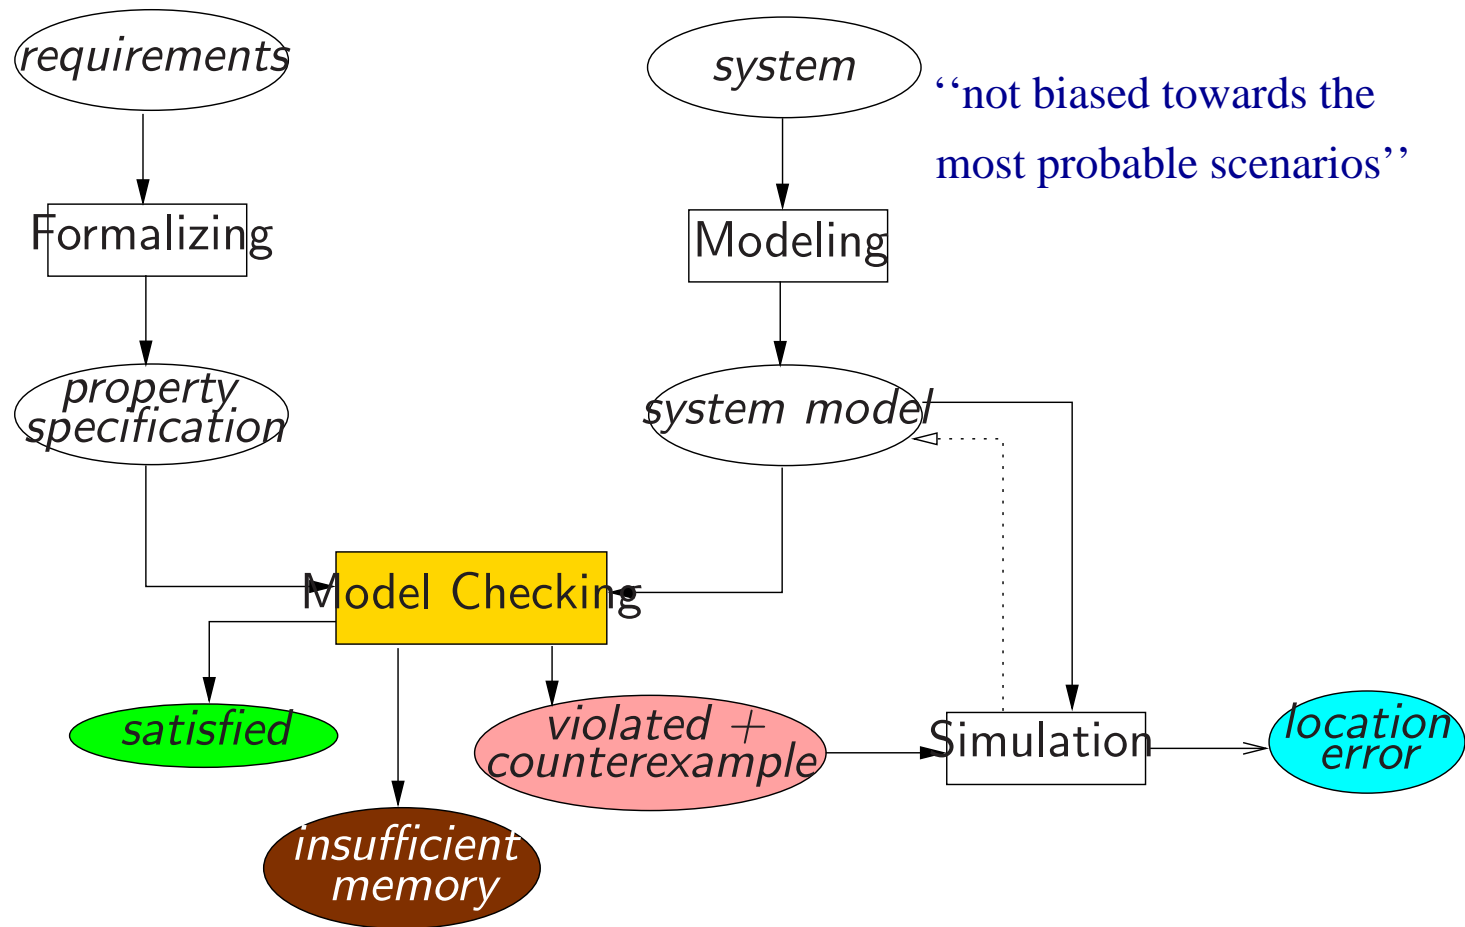 requirements
system
‘‘not biased towards the
most probable scenarios’’
Formalizing
Modeling
property
specification
system model
Model Checking
satisfied
violated +
counterexample
Simulation
location
error
insufficient
memory